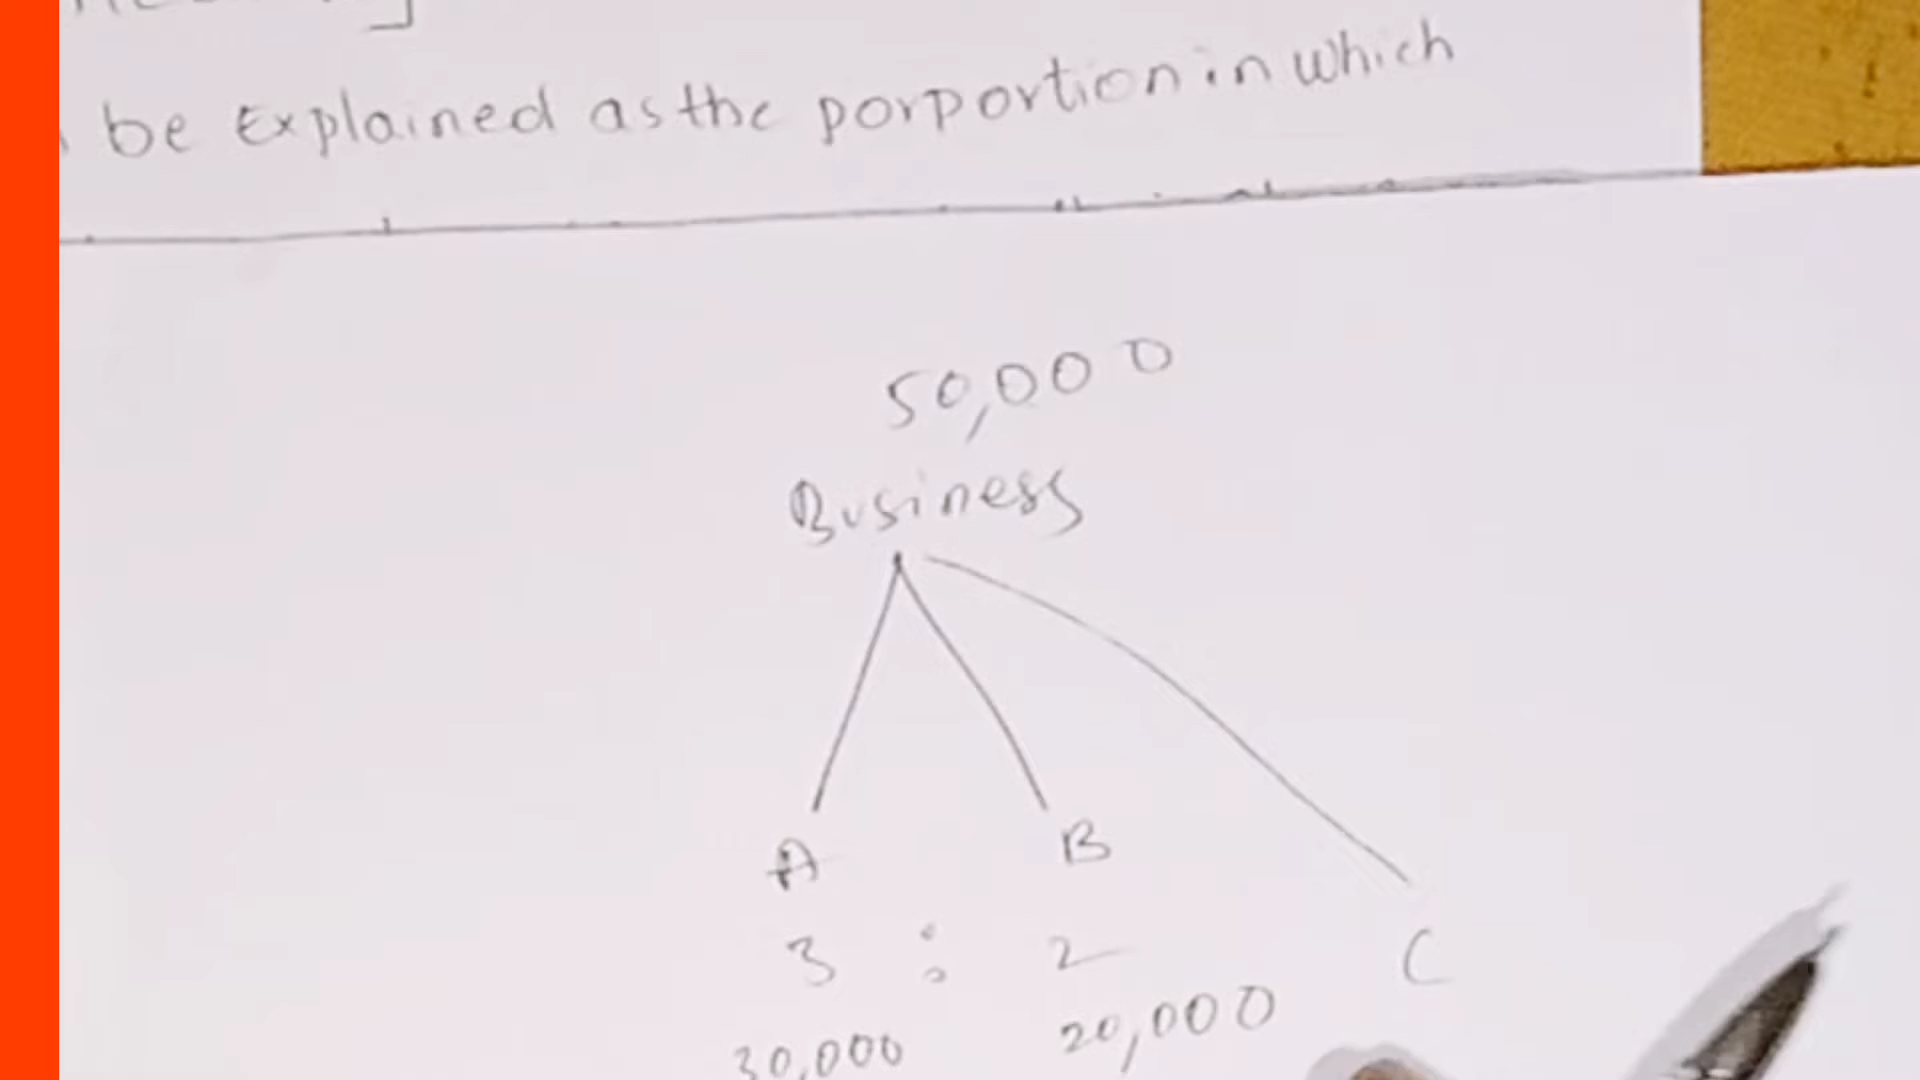 be Explained as the porportion in which
50,000
Business
A B
3 : 2 C
30,000 20,000